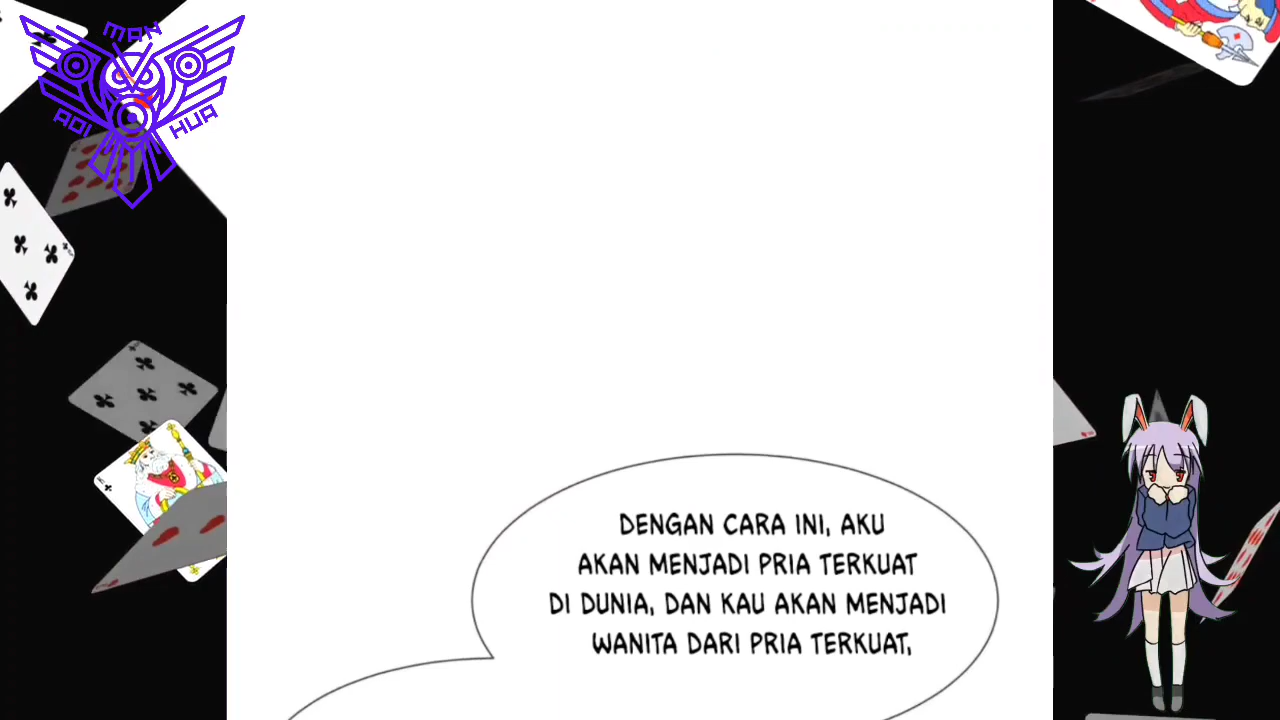 MAN
AOI HUA
DENGAN CARA INI, AKU
AKAN MENJADI PRIA TERKUAT
DI DUNIA, DAN KAU AKAN MENJADI
WANITA DARI PRIA TERKUAT,